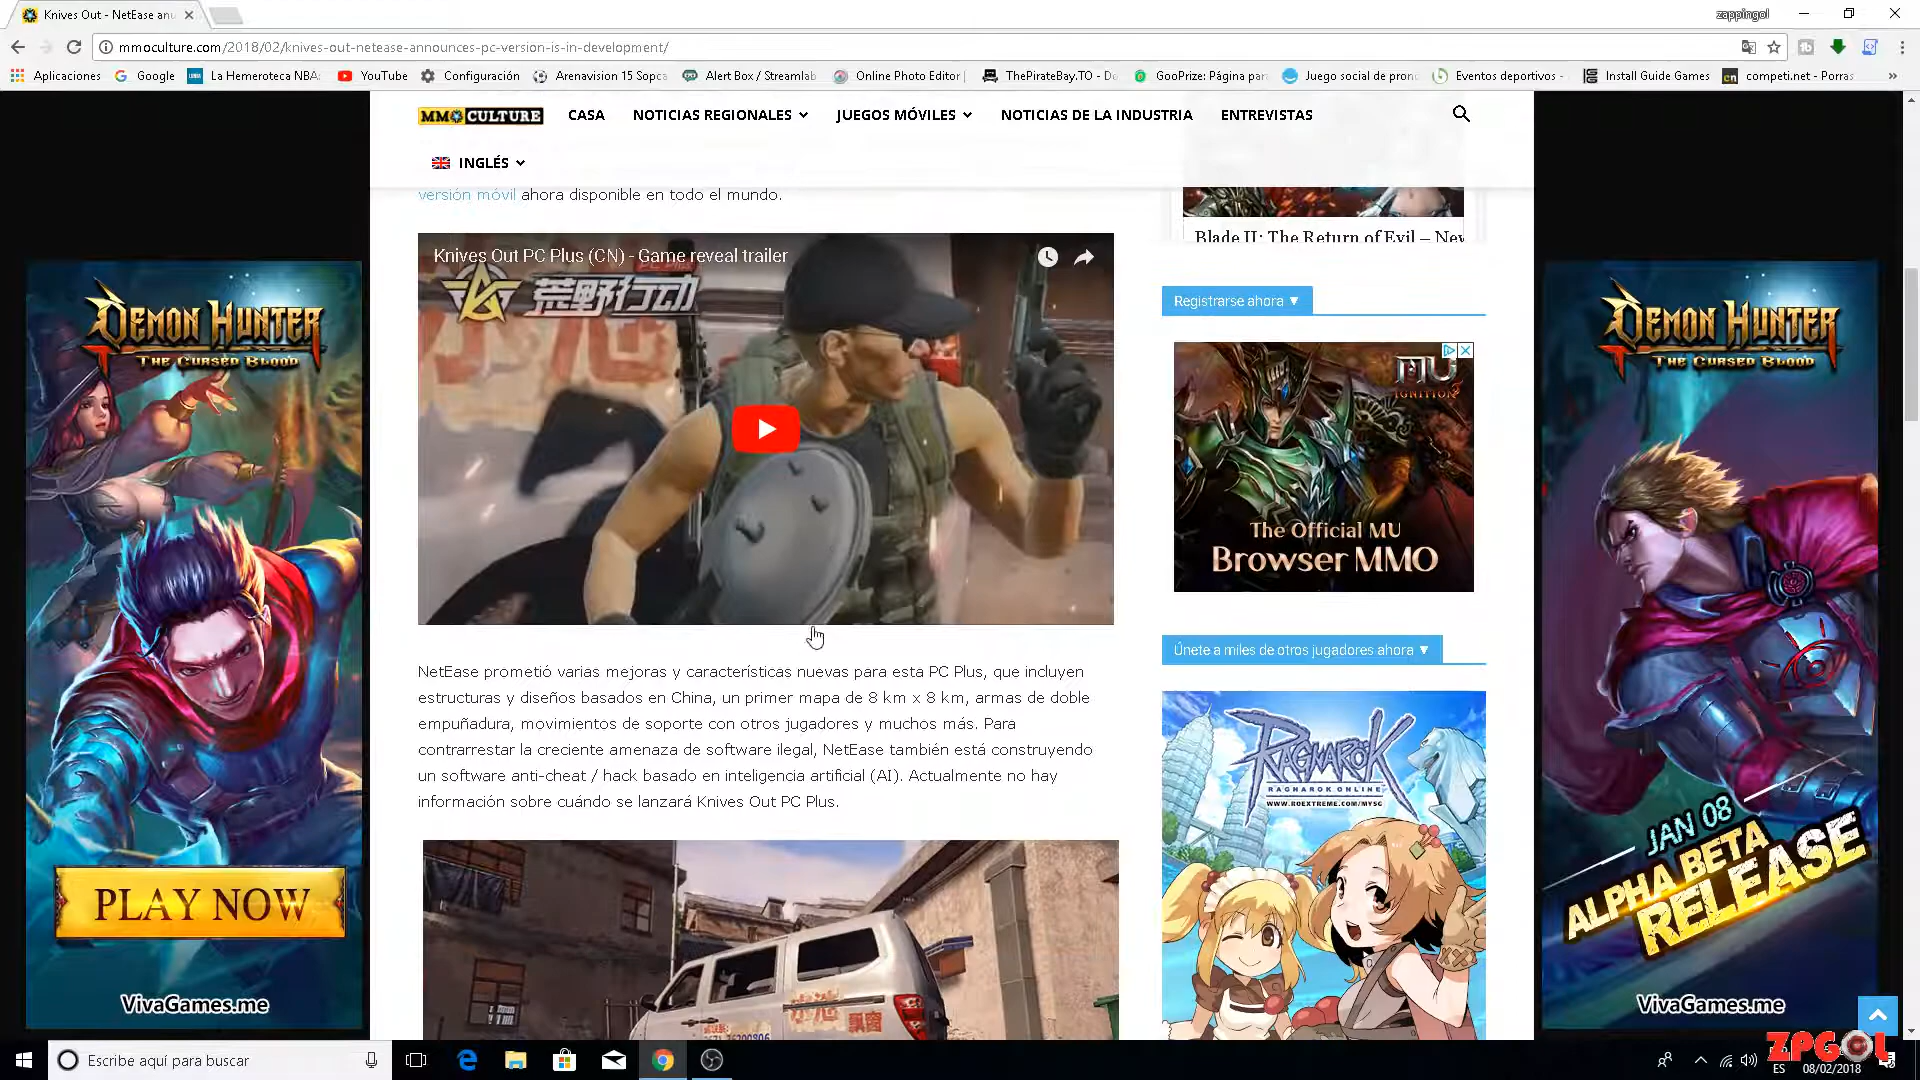 Knives Out - NetEase anu
zappingol
mmoculture.com/2018/02/knives-out-netease-announces-pc-version-is-in-development/
Aplicaciones
Google
La Hemeroteca NBA
YouTube
Configuración
Arenavision 15 Sopca
Alert Box / Streamlab
Online Photo Editor
ThePirateBay.TO - Do
GooPrize: Página par
Juego social de pron
Eventos deportivos -
Install Guide Games
competi.net - Porras
MMOCULTURE
CASA
NOTICIAS REGIONALES
JUEGOS MÓVILES
NOTICIAS DE LA INDUSTRIA
ENTREVISTAS
INGLÉS
versión móvil ahora disponible en todo el mundo.
Knives Out PC Plus (CN) - Game reveal trailer
荒野行动
NetEase prometió varias mejoras y características nuevas para esta PC Plus, que incluyen
estructuras y diseños basados en China, un primer mapa de 8 km x 8 km, armas de doble
empuñadura, movimientos de soporte con otros jugadores y muchos más. Para
contrarrestar la creciente amenaza de software ilegal, NetEase también está construyendo
un software anti-cheat / hack basado en inteligencia artificial (AI). Actualmente no hay
información sobre cuándo se lanzará Knives Out PC Plus.
Blade II: The Return of Evil – New
Registrarse ahora ▼
MU
IGNITION
The Official MU
Browser MMO
Únete a miles de otros jugadores ahora ▼
RAGNAROK
RAGNAROK ONLINE
WWW.ROEXTREME.COM/MYSG
DEMON HUNTER
THE CURSED BLOOD
PLAY NOW
VivaGames.me
DEMON HUNTER
THE CURSED BLOOD
JAN 08
ALPHA BETA
RELEASE
VivaGames.me
Escribe aquí para buscar
ZPGOL
ES
08/02/2018